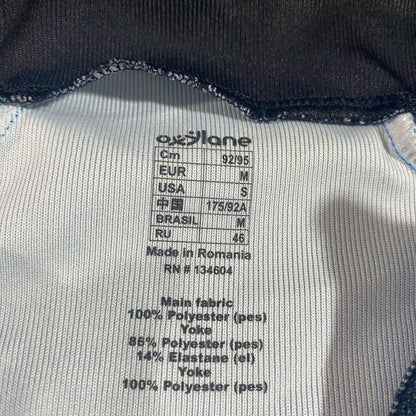 oxylane
Cm 92/95
EUR M
USA S
中国 175/92A
BRASIL M
RU 46
Made in Romania
RN # 134604
Main fabric
100% Polyester (pes)
Yoke
86% Polyester (pes)
14% Elastane (el)
Yoke
100% Polyester (pes)